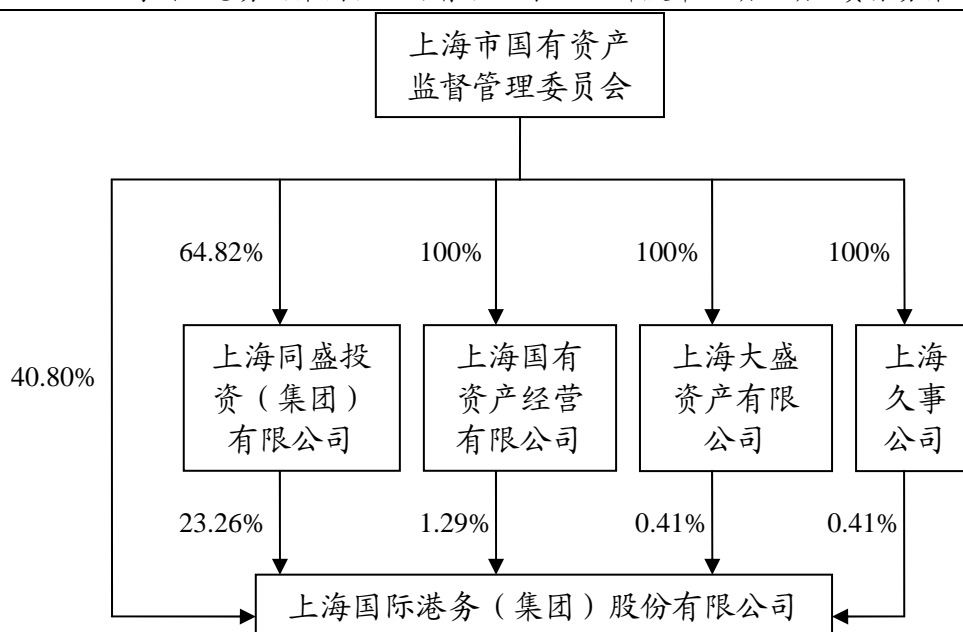 上海市国有资产
监督管理委员会
64.82%
100%
100%
100%
40.80%
上海同盛投
资（集团）
有限公司
上海国有
资产经营
有限公司
上海大盛
资产有限
公司
上海
久事
公司
23.26%
1.29%
0.41%
0.41%
上海国际港务（集团）股份有限公司